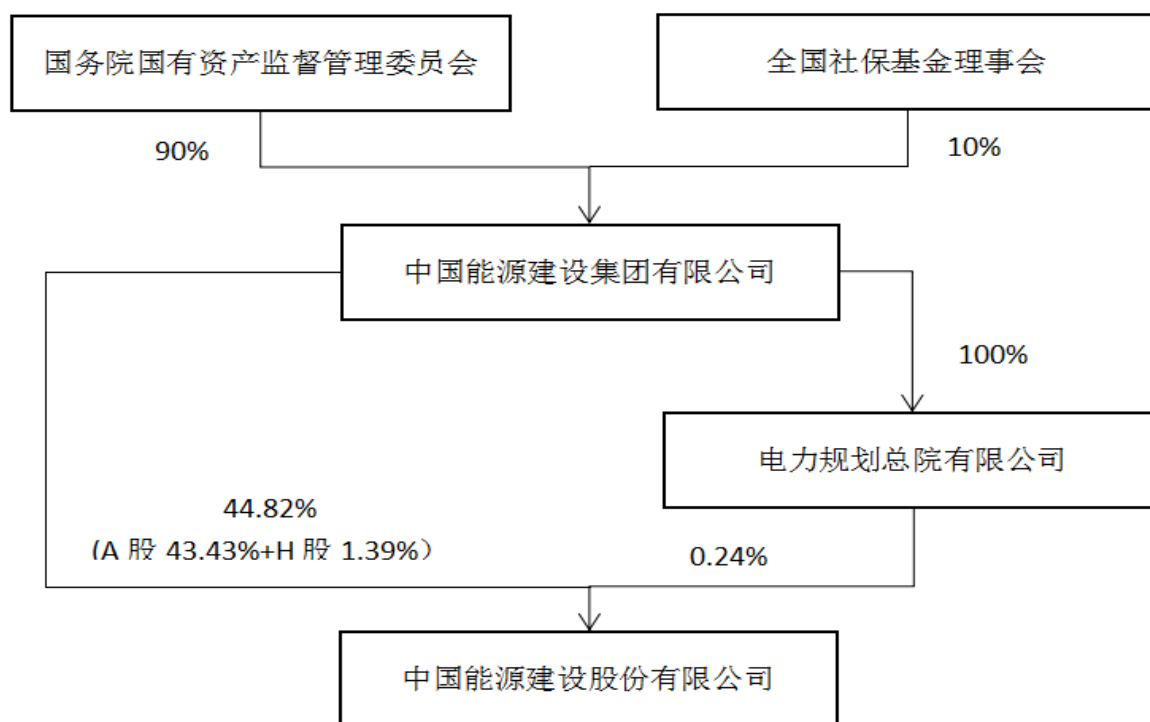 国务院国有资产监督管理委员会
全国社保基金理事会
90%
10%
中国能源建设集团有限公司
100%
电力规划总院有限公司
44.82%
(A 股 43.43%+H 股 1.39%）
0.24%
中国能源建设股份有限公司